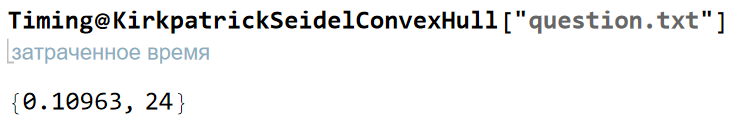 Timing@KirkpatrickSeidelConvexHull["question.txt"]
затраченное время
{0.10963, 24}